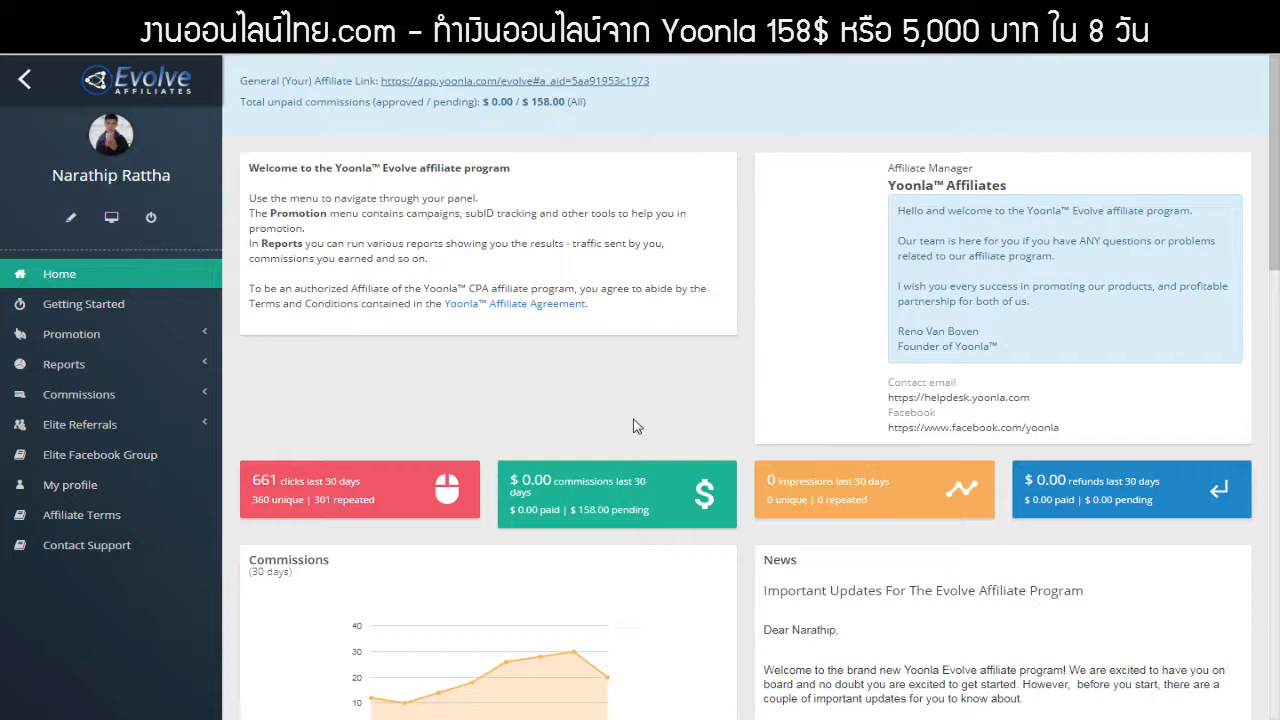 งานออนไลน์ไทย.com - ทำเงินออนไลน์จาก Yoonla 158$ หรือ 5,000 บาท ใน 8 วัน
Evolve
AFFILIATES
Narathip Rattha
Home
Getting Started
Promotion
Reports
Commissions
Elite Referrals
Elite Facebook Group
My profile
Affiliate Terms
Contact Support
General (Your) Affiliate Link: https://app.yoonla.com/evolve#a_aid=5aa91953c1973
Total unpaid commissions (approved / pending): $ 0.00 / $ 158.00 (All)
Welcome to the Yoonla™ Evolve affiliate program
Use the menu to navigate through your panel.
The Promotion menu contains campaigns, subID tracking and other tools to help you in
promotion.
In Reports you can run various reports showing you the results - traffic sent by you,
commissions you earned and so on.
To be an authorized Affiliate of the Yoonla™ CPA affiliate program, you agree to abide by the
Terms and Conditions contained in the Yoonla™ Affiliate Agreement.
Affiliate Manager
Yoonla™ Affiliates
Hello and welcome to the Yoonla™ Evolve affiliate program.
Our team is here for you if you have ANY questions or problems
related to our affiliate program.
I wish you every success in promoting our products, and profitable
partnership for both of us.
Reno Van Boven
Founder of Yoonla™
Contact email
https://helpdesk.yoonla.com
Facebook
https://www.facebook.com/yoonla
661 clicks last 30 days
360 unique | 301 repeated
$ 0.00 commissions last 30
days
$ 0.00 paid | $ 158.00 pending
0 impressions last 30 days
0 unique | 0 repeated
$ 0.00 refunds last 30 days
$ 0.00 paid | $ 0.00 pending
Commissions
(30 days)
40
30
20
10
News
Important Updates For The Evolve Affiliate Program
Dear Narathip,
Welcome to the brand new Yoonla Evolve affiliate program! We are excited to have you on
board and no doubt you are excited to get started. However, before you start, there are a
couple of important updates for you to know about.